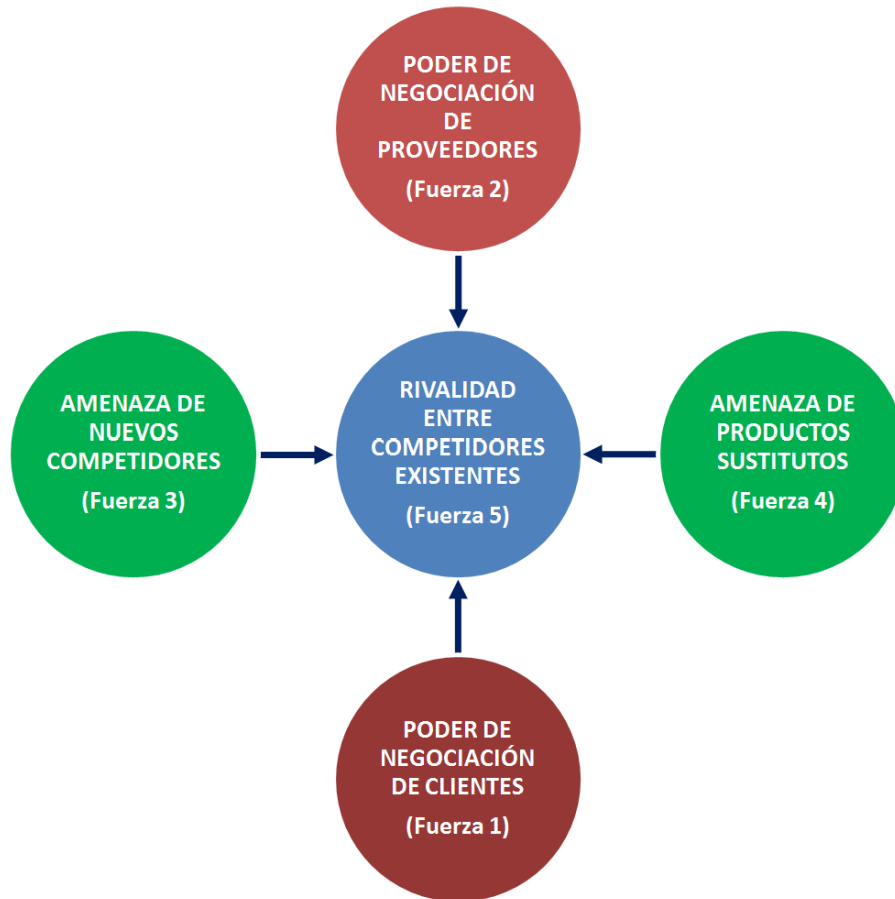 PODER DE
NEGOCIACIÓN
DE
PROVEEDORES
(Fuerza 2)
AMENAZA DE
NUEVOS
COMPETIDORES
(Fuerza 3)
RIVALIDAD
ENTRE
COMPETIDORES
EXISTENTES
(Fuerza 5)
AMENAZA DE
PRODUCTOS
SUSTITUTOS
(Fuerza 4)
PODER DE
NEGOCIACIÓN
DE CLIENTES
(Fuerza 1)